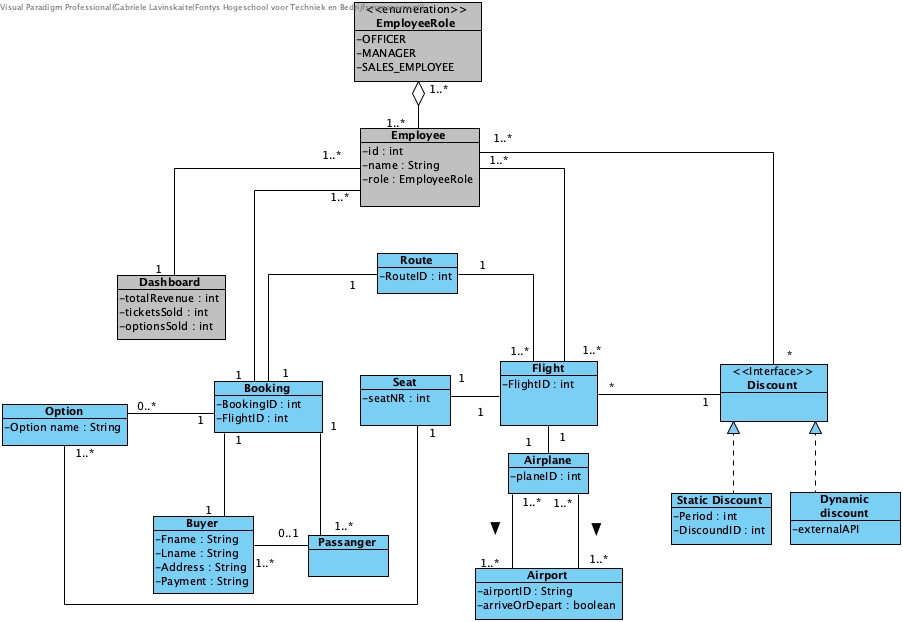 Visual Paradigm Professional(Gabriele Lavinskaite(Fontys Hogeschool voor Techniek en
<<enumeration>>
EmployeeRole
-OFFICER
-MANAGER
-SALES_EMPLOYEE
1..*
1..*
Employee
-id : int
-name : String
-role : EmployeeRole
1..*
1..*
1..*
1..*
Route
-RouteID : int
1
1
1
Dashboard
-totalRevenue : int
-ticketsSold : int
-optionsSold : int
1..*
1..*
*
1
1
Booking
-BookingID : int
-FlightID : int
Seat
-seatNR : int
1
1
Flight
-FlightID : int
*
1
<<Interface>>
Discount
Option
-Option name : String
0..*
1
1..*
1
1
1
1
1
Airplane
-planeID : int
1..*
1..*
Static Discount
-Period : int
-DiscoundID : int
Dynamic
discount
-externalAPI
1
Buyer
-Fname : String
-Lname : String
-Address : String
-Payment : String
0..1
1..*
1..*
Passanger
1..*
1..*
Airport
-airportID : String
-arriveOrDepart : boolean